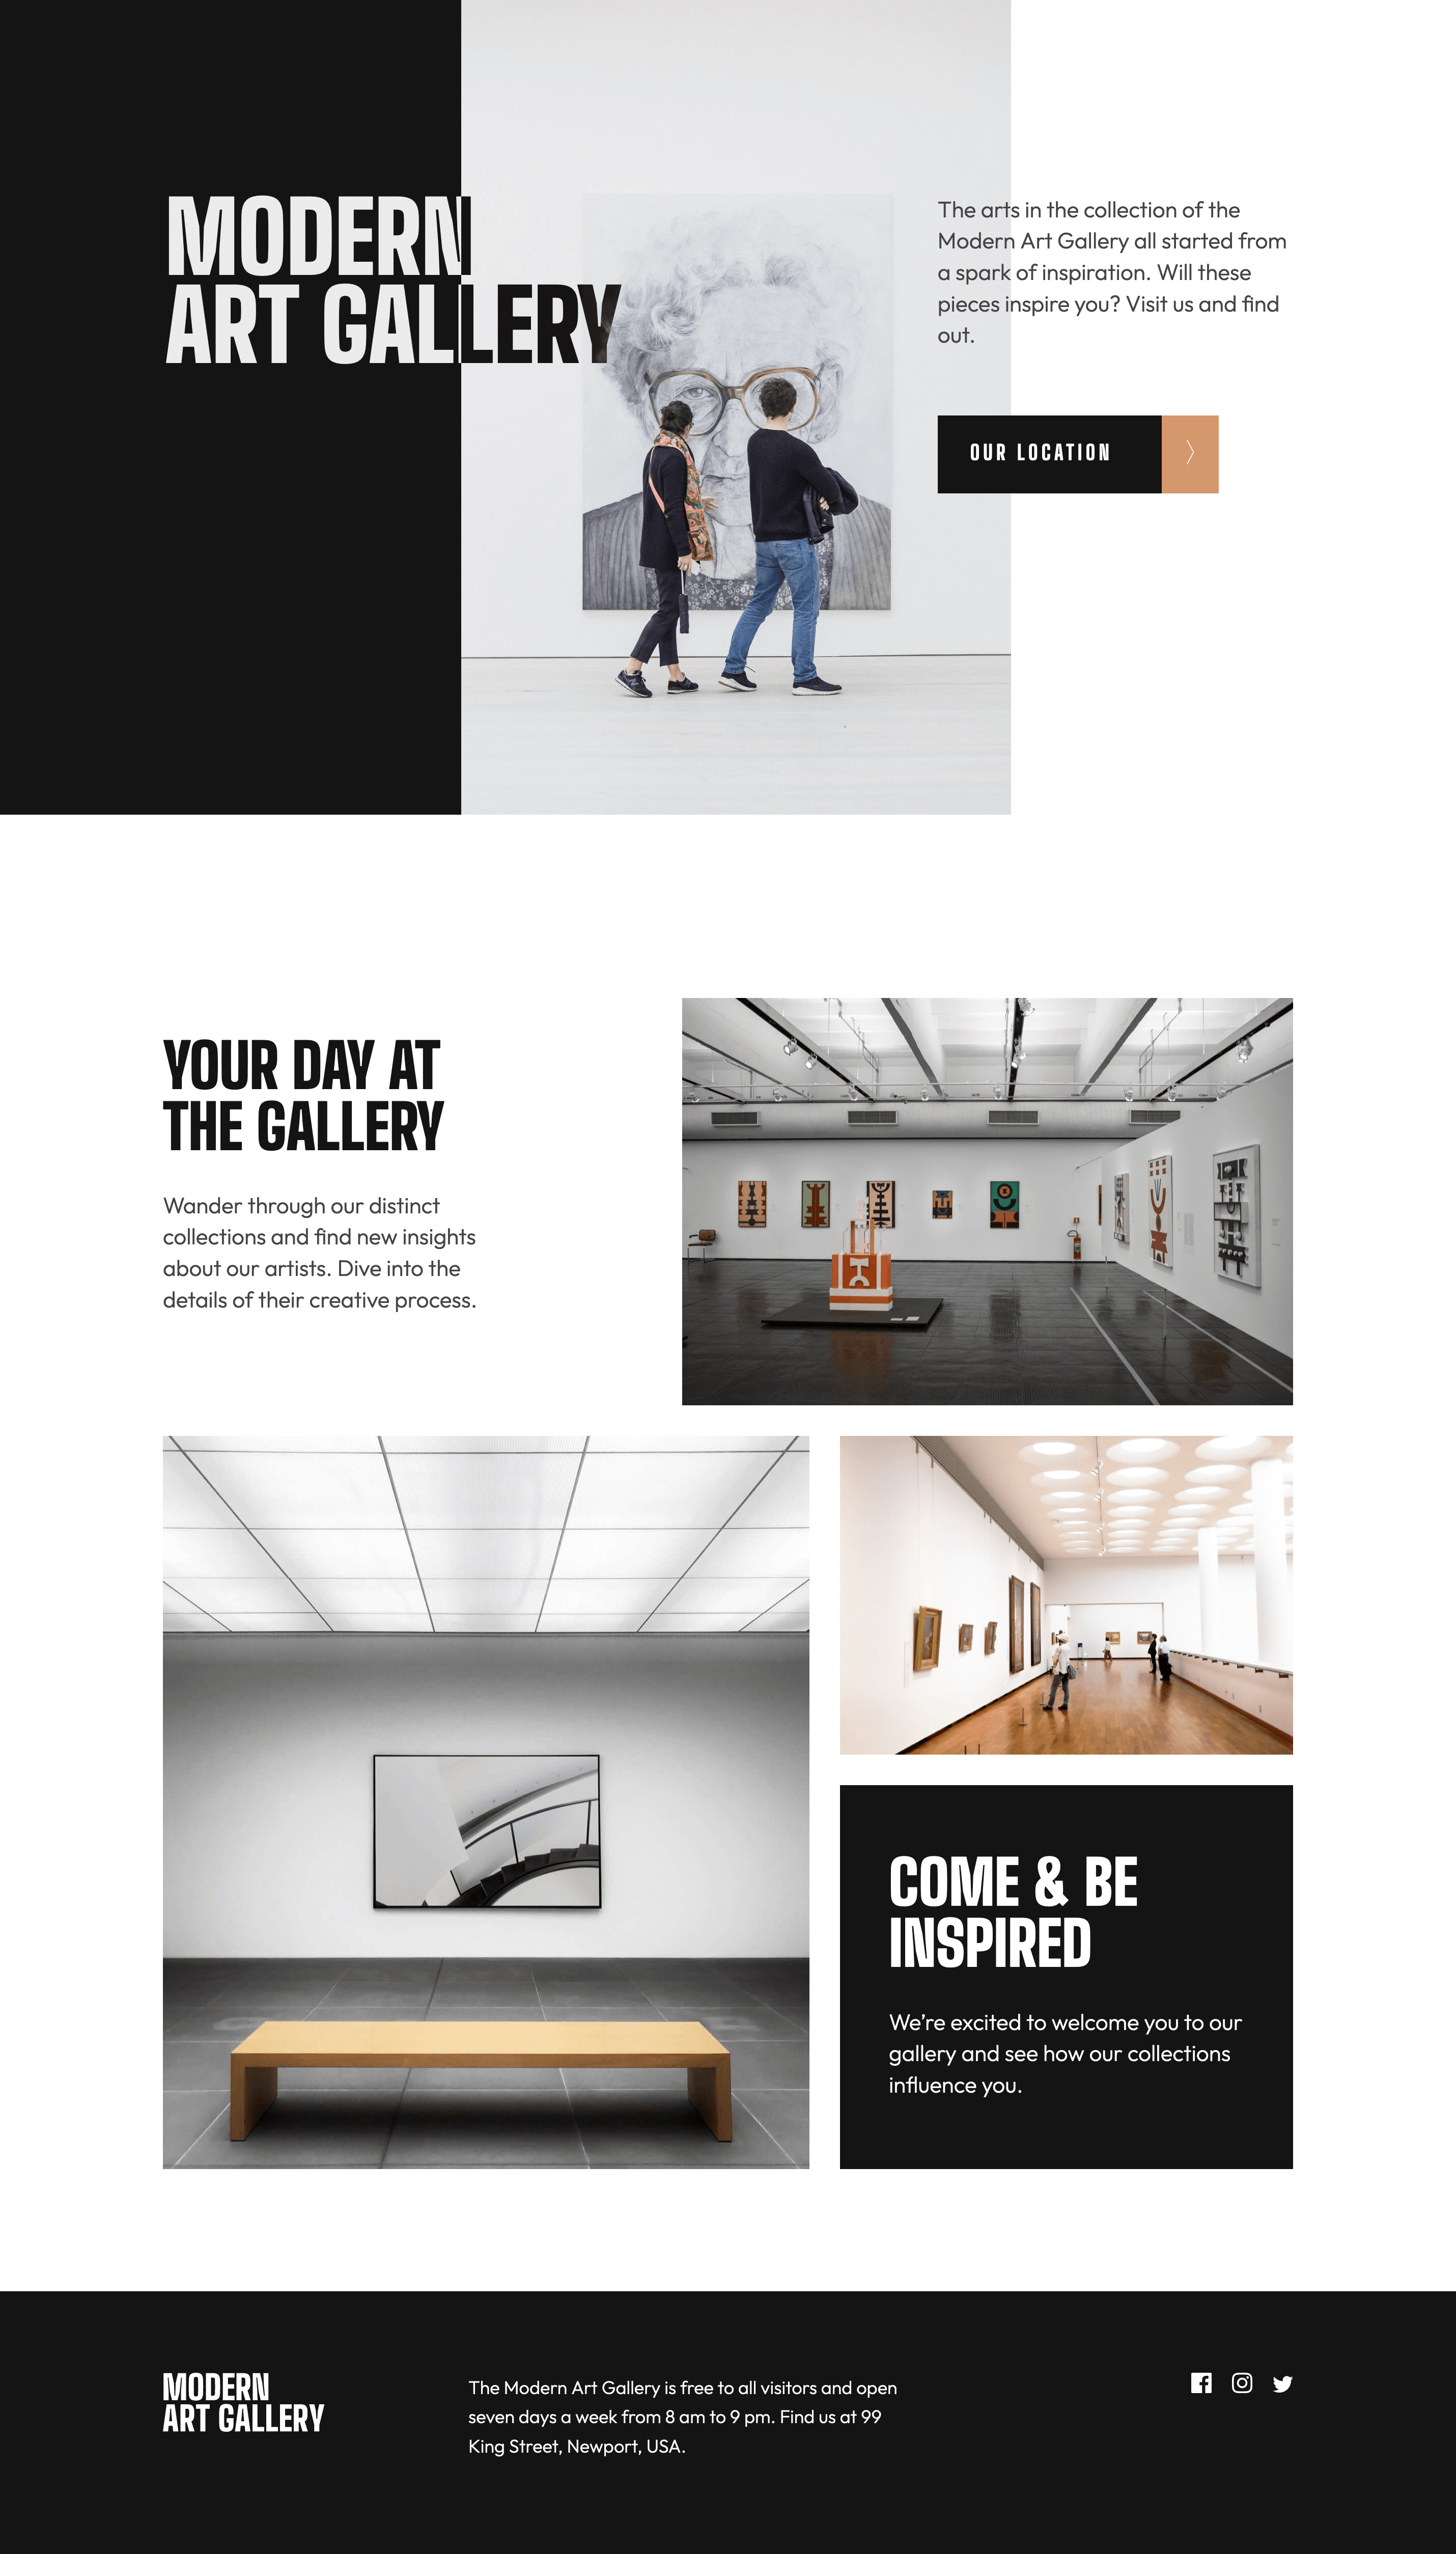 MODERN
ART GALLERY
The arts in the collection of the
Modern Art Gallery all started from
a spark of inspiration. Will these
pieces inspire you? Visit us and find
out.
OUR LOCATION
YOUR DAY AT
THE GALLERY
Wander through our distinct
collections and find new insights
about our artists. Dive into the
details of their creative process.
COME & BE
INSPIRED
We’re excited to welcome you to our
gallery and see how our collections
influence you.
MODERN
ART GALLERY
The Modern Art Gallery is free to all visitors and open
seven days a week from 8 am to 9 pm. Find us at 99
King Street, Newport, USA.